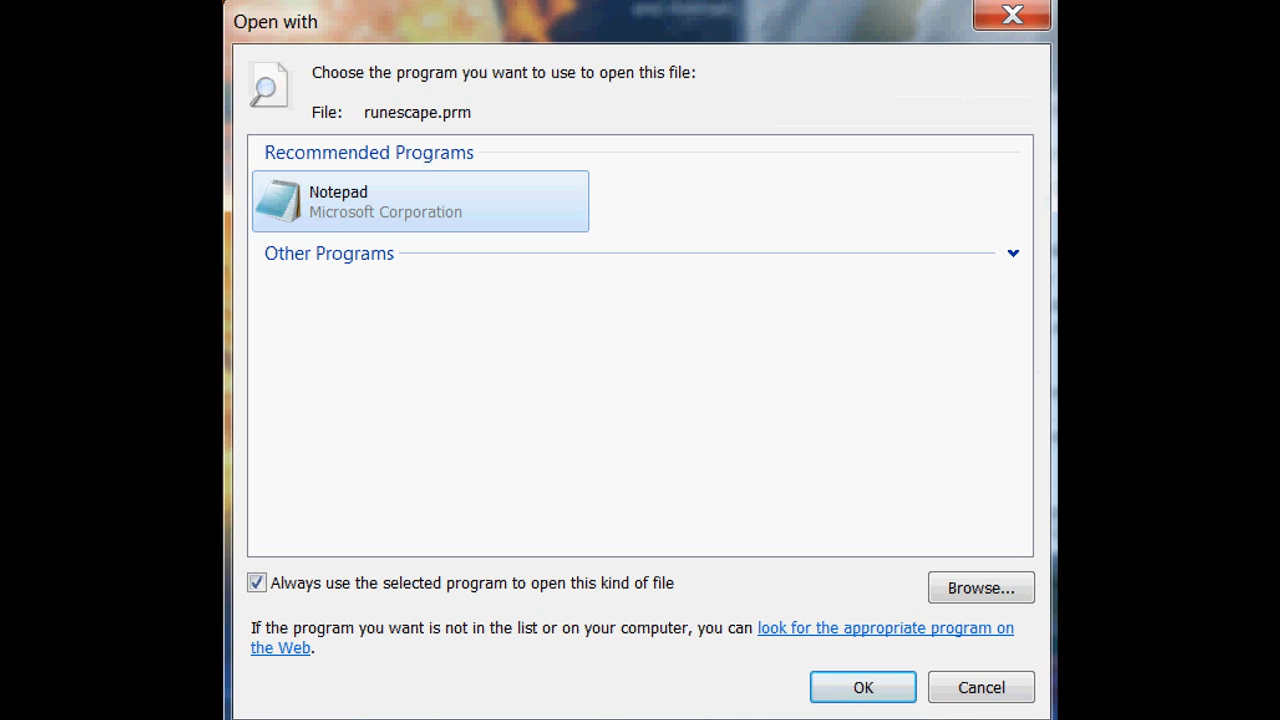 Open with
Choose the program you want to use to open this file:
File: runescape.prm
Recommended Programs
Notepad
Microsoft Corporation
Other Programs
Always use the selected program to open this kind of file
Browse...
If the program you want is not in the list or on your computer, you can look for the appropriate program on
the Web.
OK Cancel